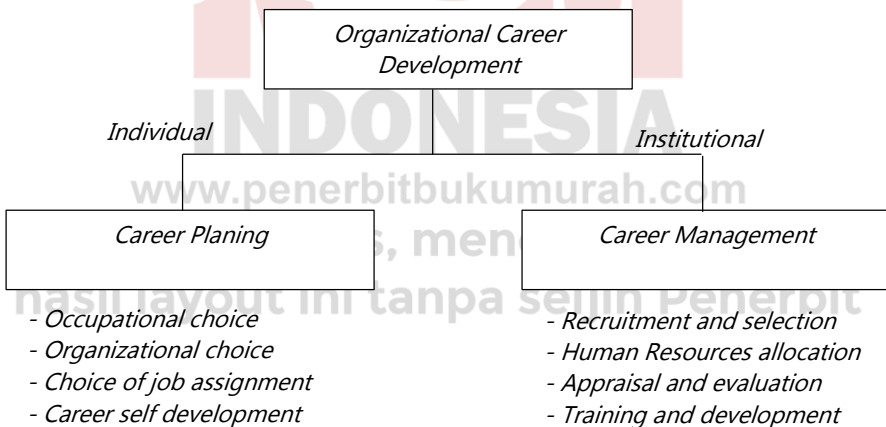 Organizational Career
Development
INDONESIA
Individual
Institutional
www.penerbitbukumurah.com
Career Planing
Career Management
hasil layout ini tanpa seijin Penerbit
- Occupational choice
- Organizational choice
- Choice of job assignment
- Career self development
- Recruitment and selection
- Human Resources allocation
- Appraisal and evaluation
- Training and development